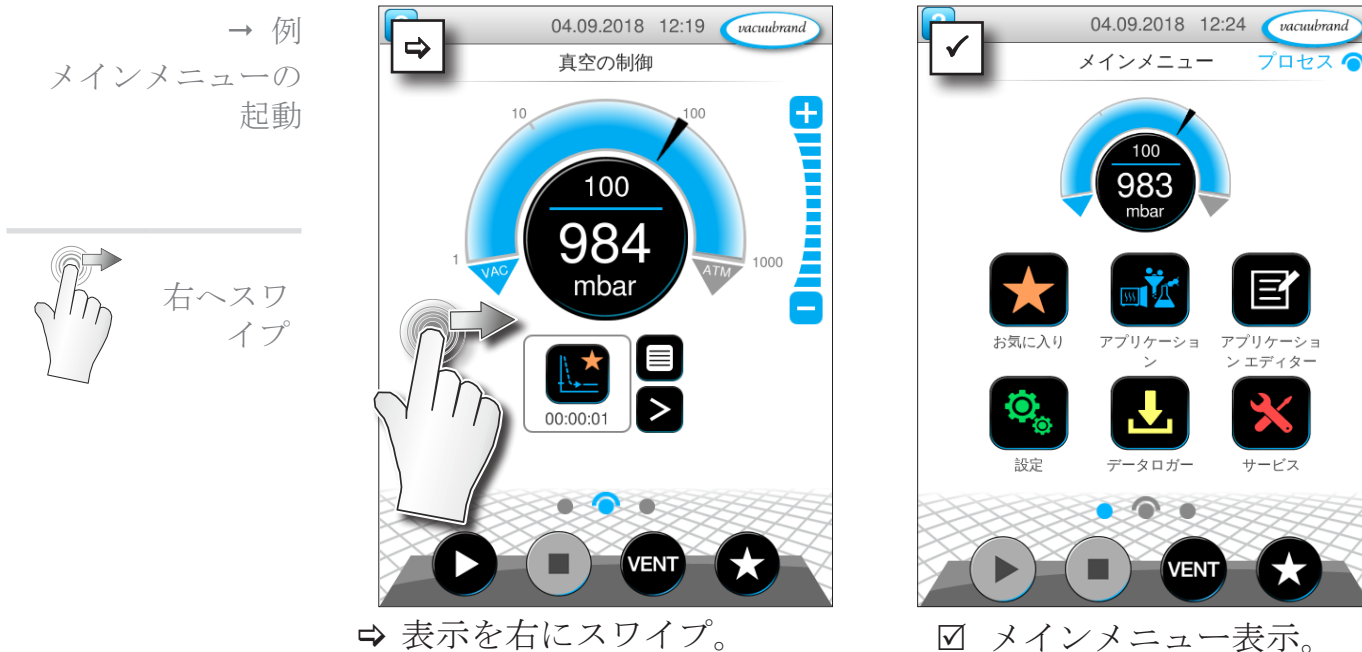 → 例
メインメニューの
起動
右へスワ
イプ
04.09.2018 12:19
vacuubrand
真空の制御
10
100
1
1000
VAC
ATM
100
984
mbar
00:00:01
VENT
⇨ 表示を右にスワイプ。
04.09.2018 12:24
vacuubrand
メインメニュー プロセス
100
983
mbar
お気に入り
アプリケーショ
ン
アプリケーショ
ン エディター
設定
データロガー
サービス
VENT
☑ メインメニュー表示。